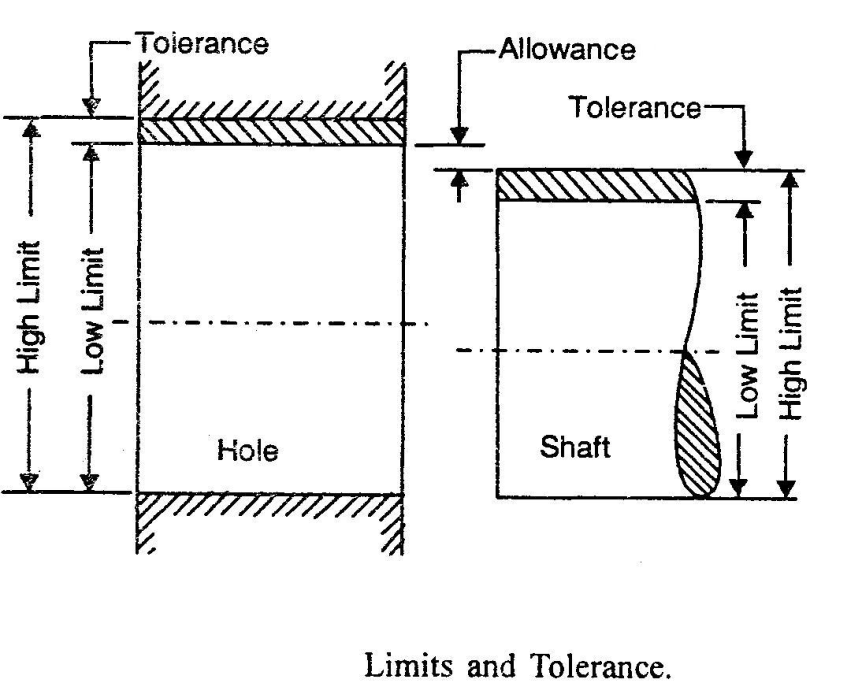 Tolerance
Allowance
Tolerance
High Limit
Low Limit
Low Limit
High Limit
Hole
Shaft
Limits and Tolerance.